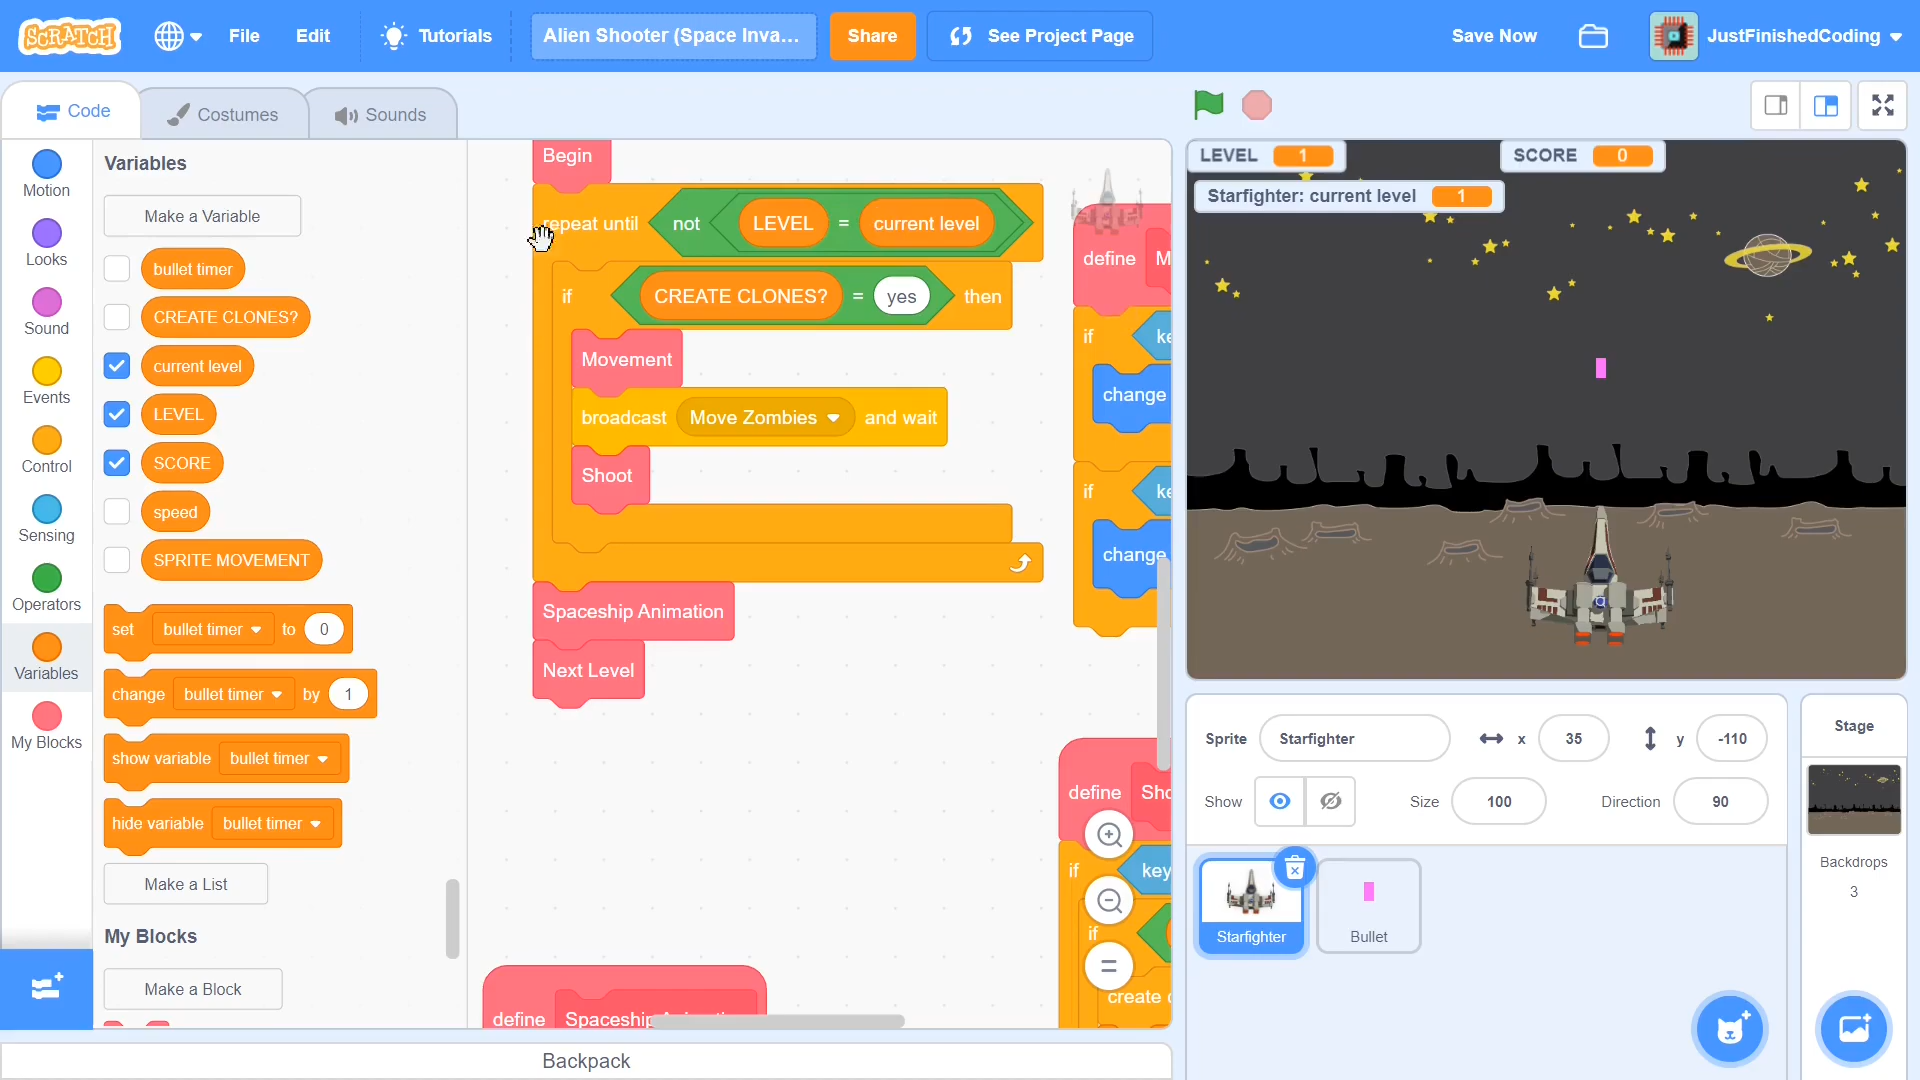 SCRATCH
File
Edit
Tutorials
Alien Shooter (Space Inva...
Share
See Project Page
Save Now
JustFinishedCoding
Code
Costumes
Sounds
Motion
Looks
Sound
Events
Control
Sensing
Operators
Variables
My Blocks
Variables
Make a Variable
bullet timer
CREATE CLONES?
current level
LEVEL
SCORE
speed
SPRITE MOVEMENT
set bullet timer to 0
change bullet timer by 1
show variable bullet timer
hide variable bullet timer
Make a List
My Blocks
Make a Block
Begin
repeat until not LEVEL = current level
if CREATE CLONES? = yes then
Movement
broadcast Move Zombies and wait
Shoot
Spaceship Animation
Next Level
define Spaceship
define M
if ke
change
if ke
change
define Sho
if key
if
create c
Backpack
LEVEL 1
SCORE 0
Starfighter: current level 1
Sprite Starfighter x 35 y -110
Show Size 100 Direction 90
Starfighter
Bullet
Stage
Backdrops
3